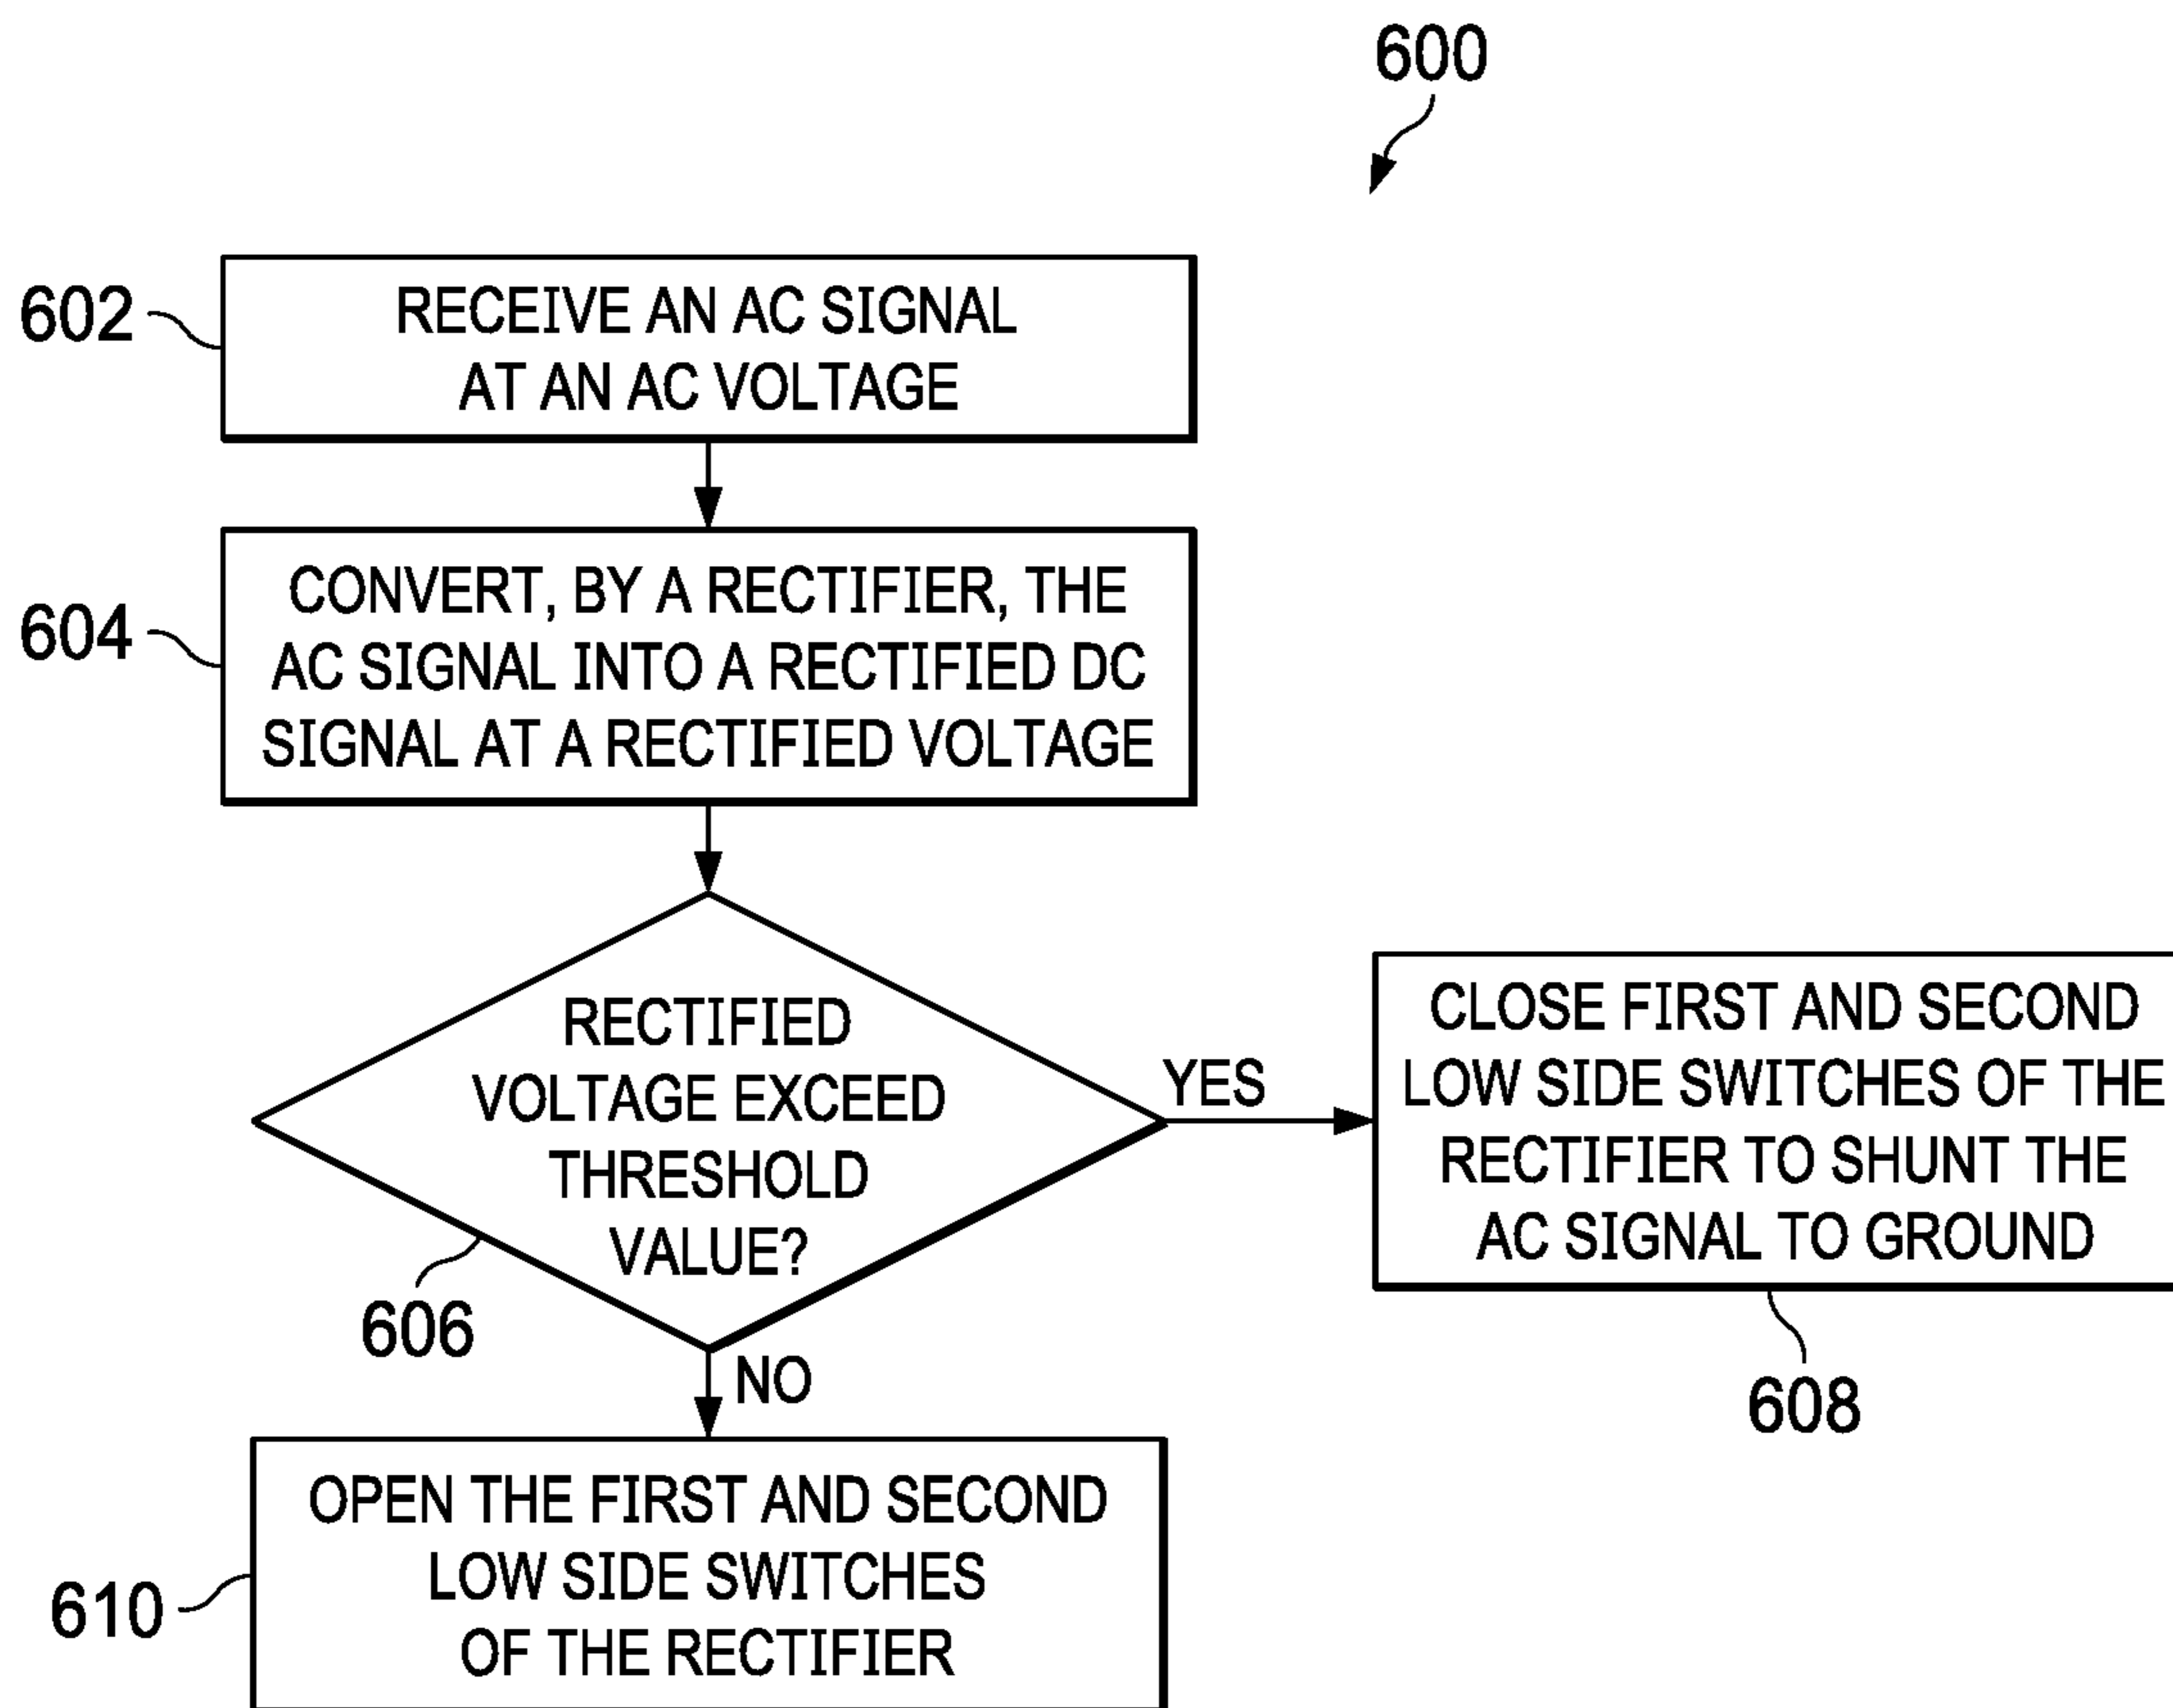 600
602
RECEIVE AN AC SIGNAL
AT AN AC VOLTAGE
604
CONVERT, BY A RECTIFIER, THE
AC SIGNAL INTO A RECTIFIED DC
SIGNAL AT A RECTIFIED VOLTAGE
RECTIFIED
VOLTAGE EXCEED
THRESHOLD
VALUE?
606
YES
CLOSE FIRST AND SECOND
LOW SIDE SWITCHES OF THE
RECTIFIER TO SHUNT THE
AC SIGNAL TO GROUND
608
NO
610
OPEN THE FIRST AND SECOND
LOW SIDE SWITCHES
OF THE RECTIFIER